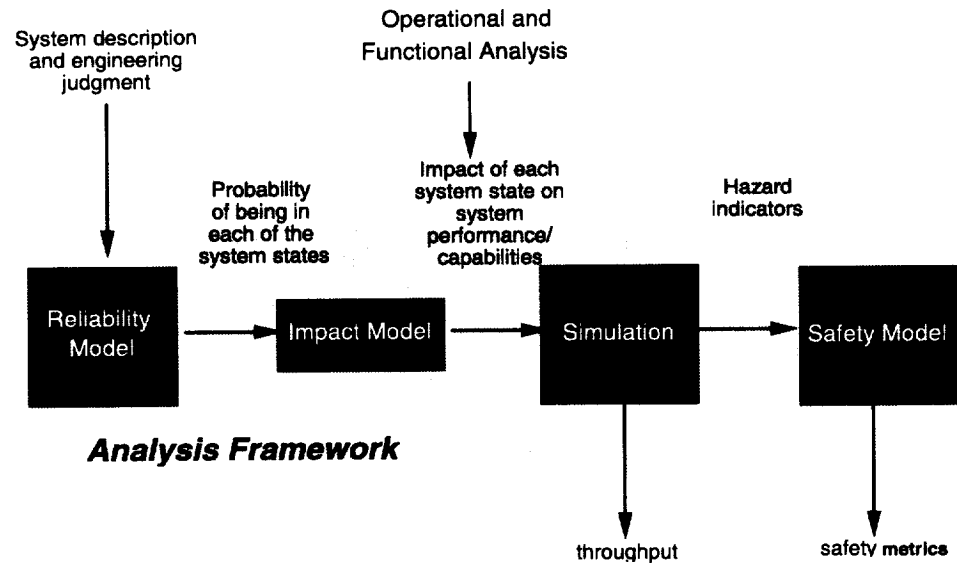 System description
and engineering
judgment
Operational and
Functional Analysis
Probability
of being in
each of the
system states
Impact of each
system state on
system
performance/
capabilities
Hazard
indicators
Reliability
Model
Impact Model
Simulation
Safety Model
Analysis Framework
throughput
safety metrics